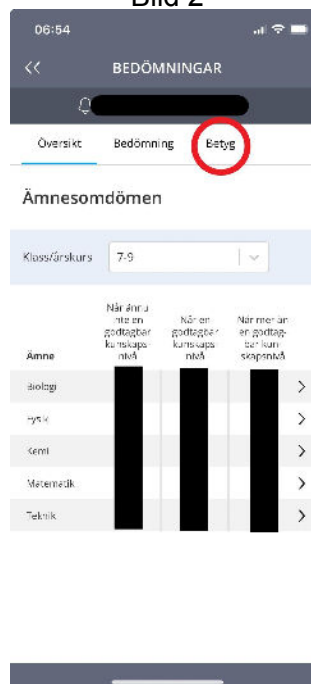 Bild 2
06:54
<< BEDÖMNINGAR
Översikt Bedömning Betyg
Ämnesomdömen
Klass/årskurs 7-9
Når ännu
inte en
godtagbar
kunskaps-
nivå
Når en
godtagbar
kunskaps-
nivå
Når mer än
en godtag-
bar kun-
skapsnivå
Ämne
Biologi
Fysik
Kemi
Matematik
Teknik